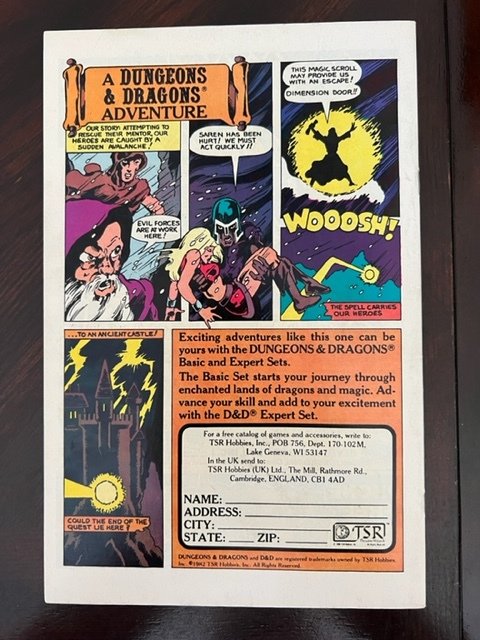 A DUNGEONS
& DRAGONS®
ADVENTURE
OUR STORY: ATTEMPTING TO
RESCUE THEIR MENTOR, OUR
HEROES ARE CAUGHT BY A
SUDDEN AVALANCHE!
EVIL FORCES
ARE AT WORK
HERE!
SAREN HAS BEEN
HURT! WE MUST
ACT QUICKLY!!
THIS MAGIC SCROLL
MAY PROVIDE US
WITH AN ESCAPE!
DIMENSION DOOR!!
WOOOSH!
THE SPELL CARRIES
OUR HEROES
...TO AN ANCIENT CASTLE!
COULD THE END OF THE
QUEST LIE HERE?
Exciting adventures like this one can be
yours with the DUNGEONS & DRAGONS®
Basic and Expert Sets.
The Basic Set starts your journey through
enchanted lands of dragons and magic. Ad-
vance your skill and add to your excitement
with the D&D® Expert Set.
For a free catalog of games and accessories, write to:
TSR Hobbies, Inc., POB 756, Dept. 170-102M,
Lake Geneva, WI 53147
In the UK send to:
TSR Hobbies (UK) Ltd., The Mill, Rathmore Rd.,
Cambridge, ENGLAND, CB1 4AD
NAME:
ADDRESS:
CITY:
STATE: ZIP:
TSR
DUNGEONS & DRAGONS and D&D are registered trademarks owned by TSR Hobbies,
Inc. ©1982 TSR Hobbies, Inc. All Rights Reserved.